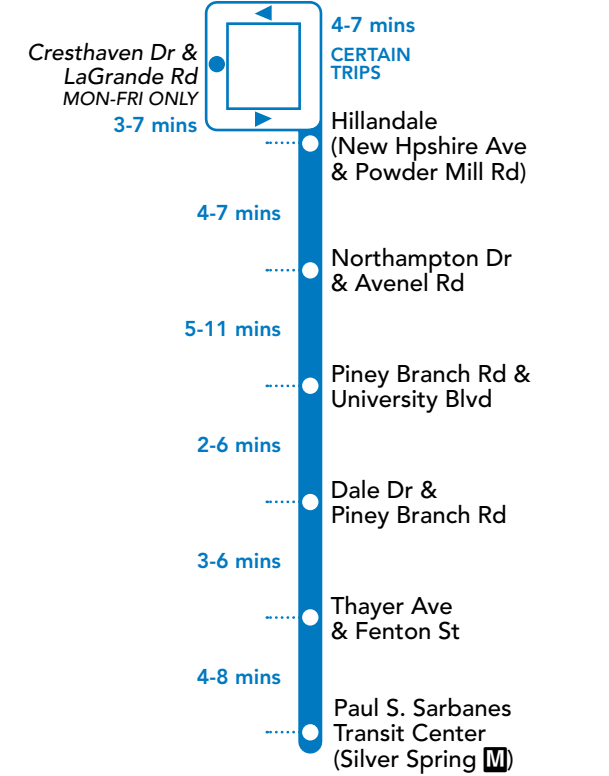 4-7 mins
CERTAIN
TRIPS
Cresthaven Dr &
LaGrande Rd
MON-FRI ONLY
3-7 mins
Hillandale
(New Hpshire Ave
& Powder Mill Rd)
4-7 mins
Northampton Dr
& Avenel Rd
5-11 mins
Piney Branch Rd &
University Blvd
2-6 mins
Dale Dr &
Piney Branch Rd
3-6 mins
Thayer Ave
& Fenton St
4-8 mins
Paul S. Sarbanes
Transit Center
(Silver Spring M)